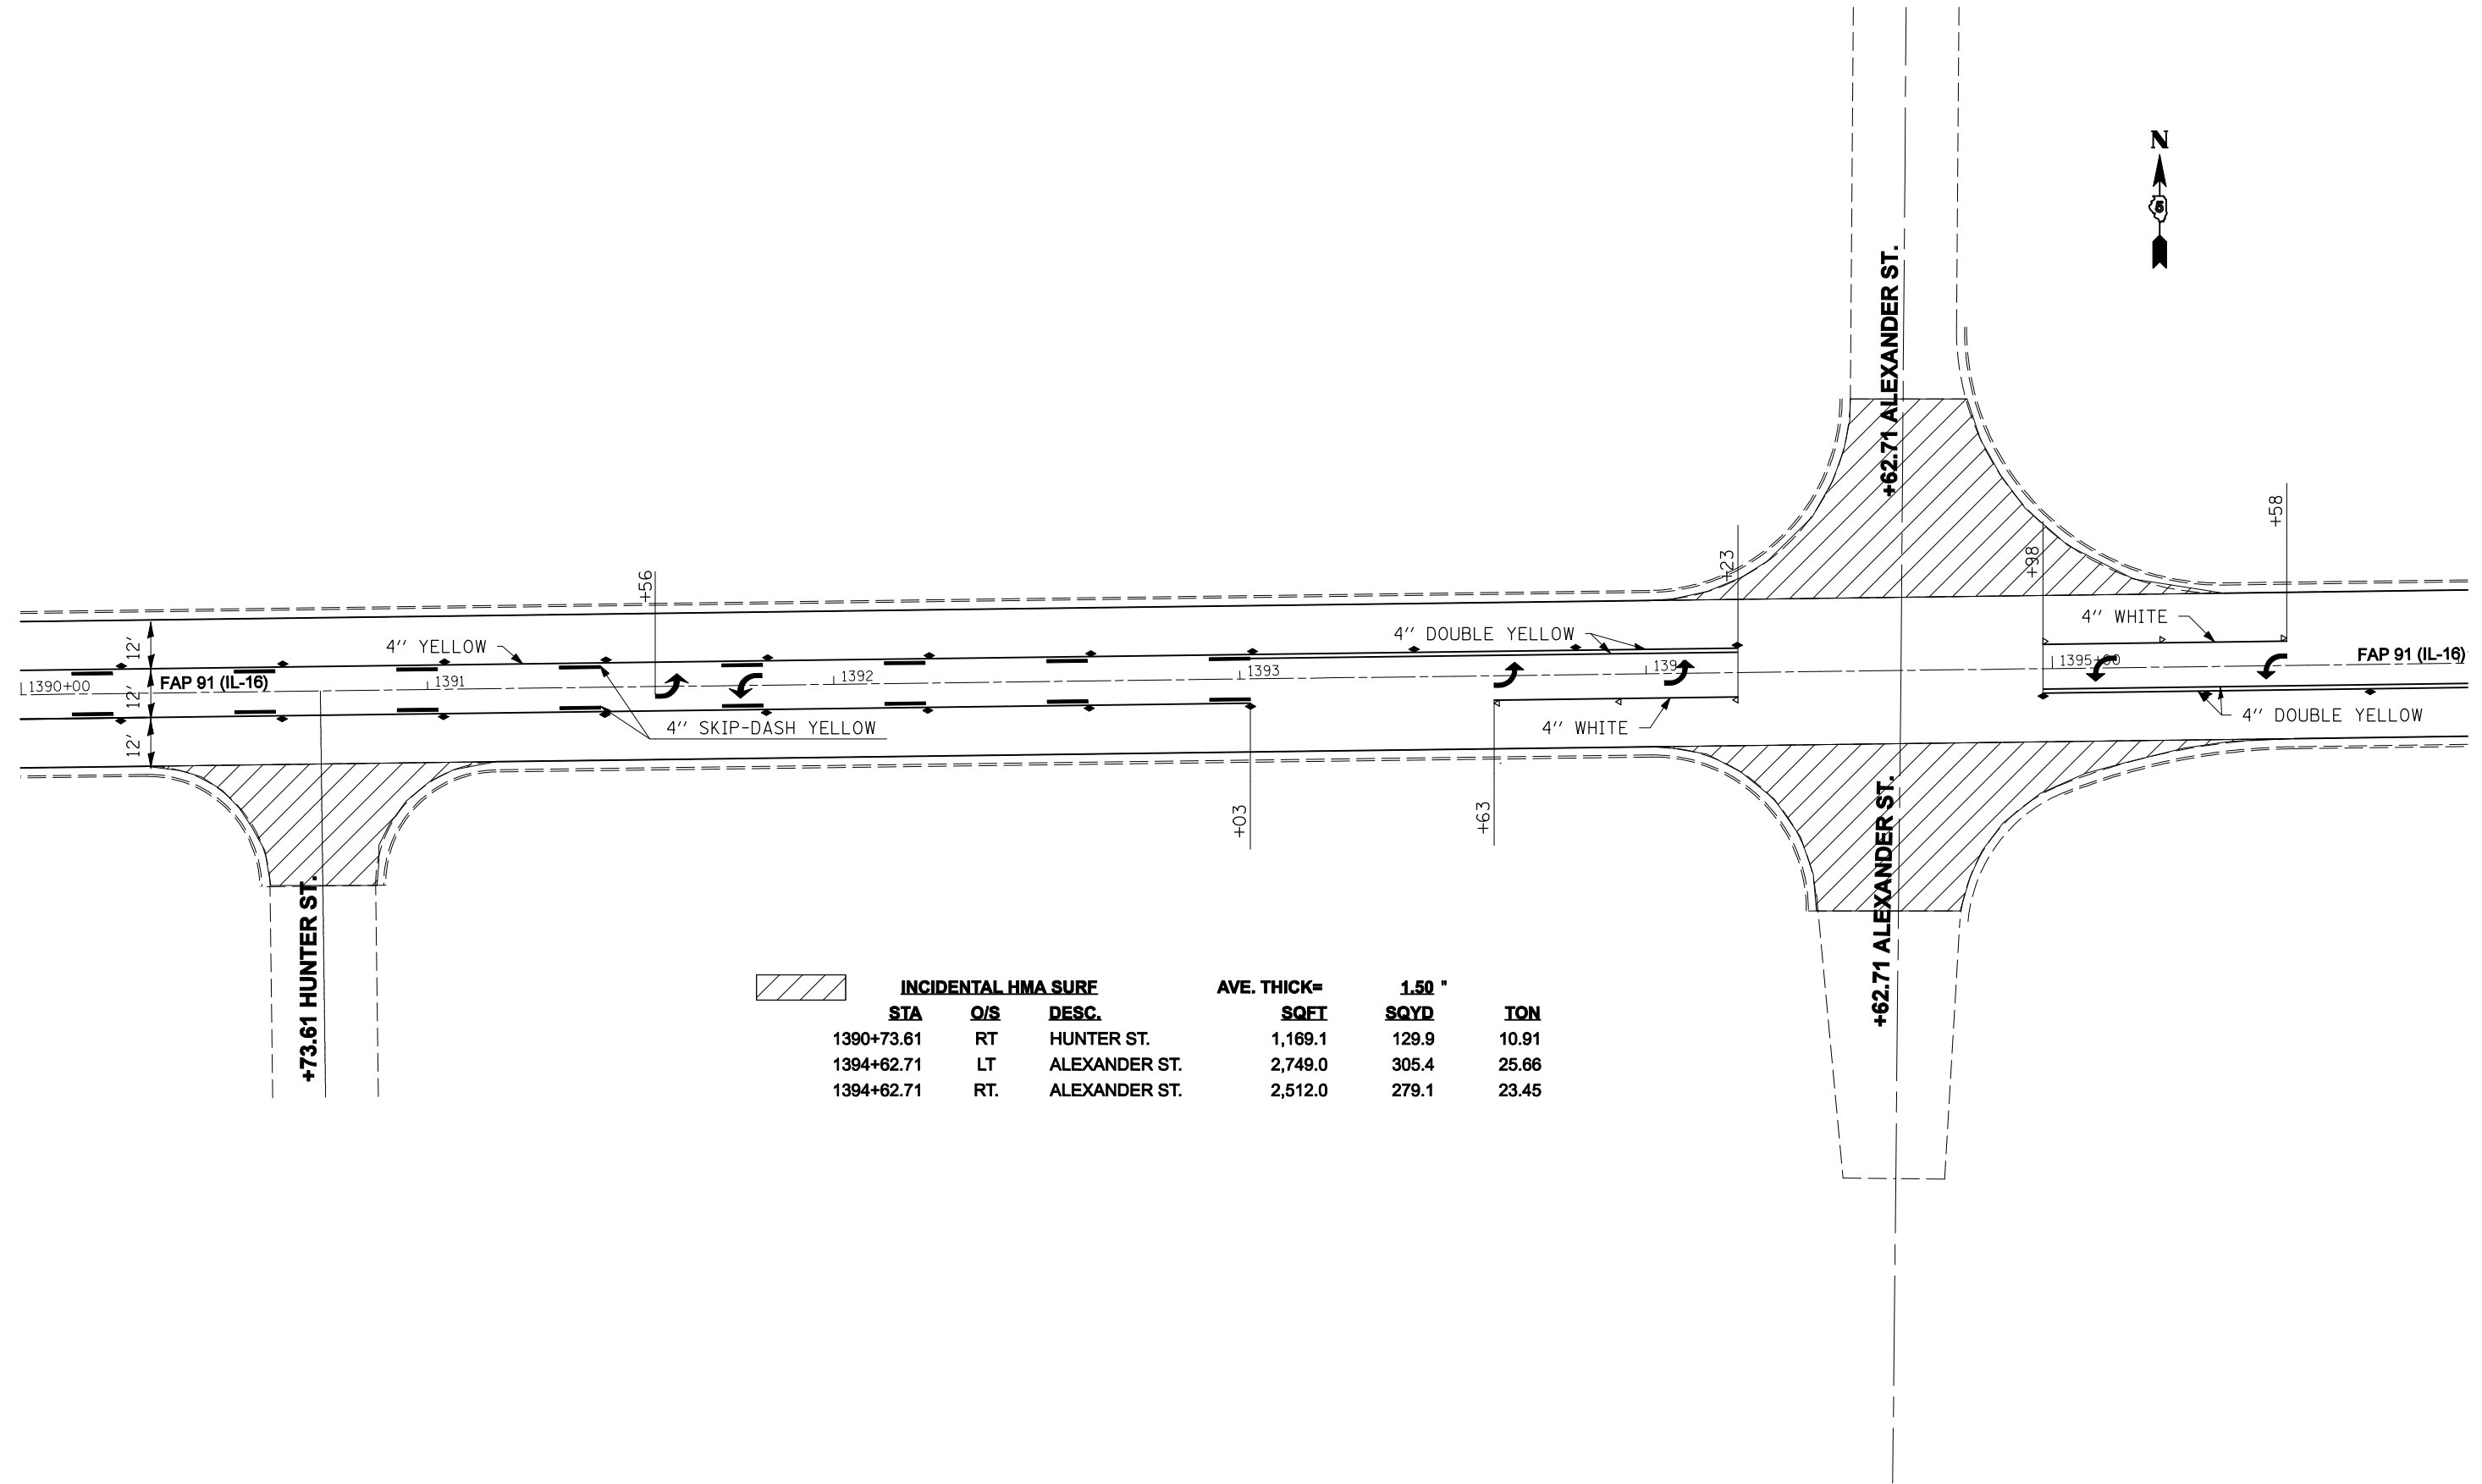 N
5
+62.71 ALEXANDER ST.
+58
+56
+23
+98
12'
4'' YELLOW
4'' DOUBLE YELLOW
4'' WHITE
1390+00
FAP 91 (IL-16)
12'
1391
1392
1393
139
1395+00
FAP 91 (IL-16)
12'
4'' SKIP-DASH YELLOW
4'' WHITE
4'' DOUBLE YELLOW
+03
+63
+73.61 HUNTER ST.
+62.71 ALEXANDER ST.
INCIDENTAL HMA SURF AVE. THICK= 1.50 "
STA O/S DESC. SQFT SQYD TON
1390+73.61 RT HUNTER ST. 1,169.1 129.9 10.91
1394+62.71 LT ALEXANDER ST. 2,749.0 305.4 25.66
1394+62.71 RT. ALEXANDER ST. 2,512.0 279.1 23.45